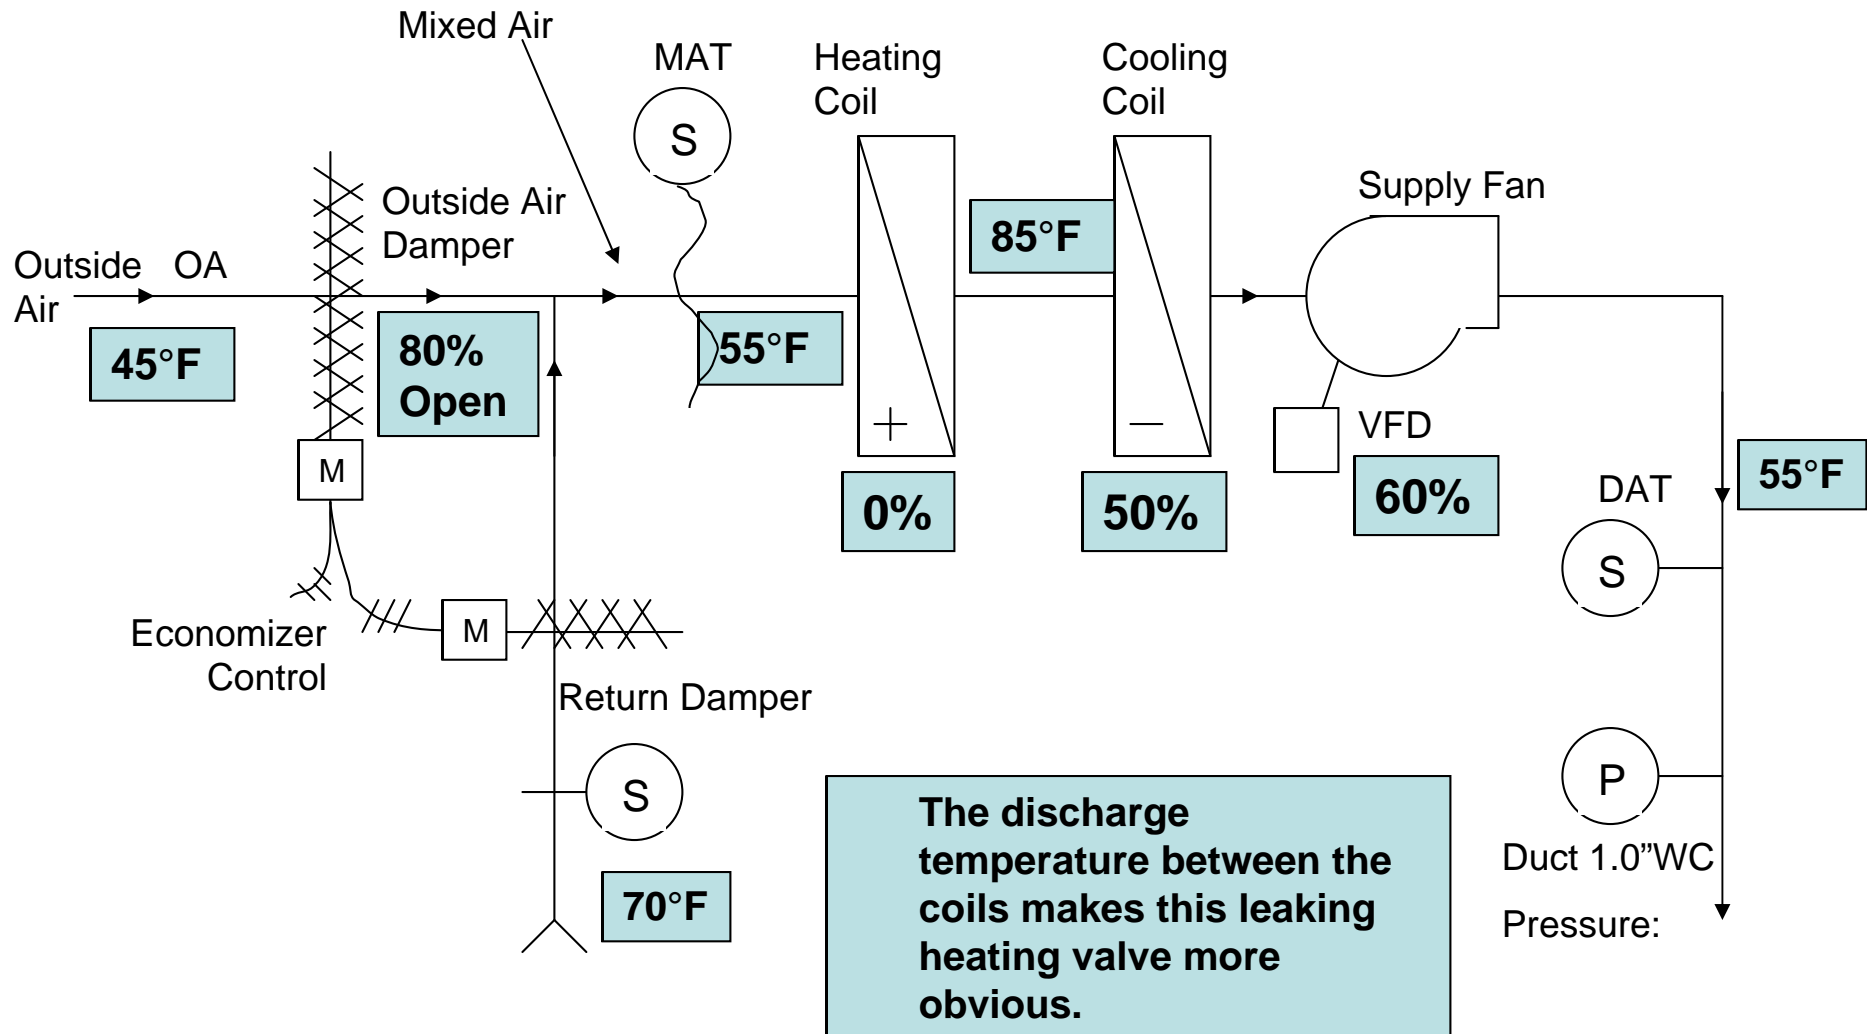 Mixed Air
MAT
S
Heating
Coil
Cooling
Coil
Supply Fan
Outside Air
Damper
85°F
Outside OA
Air
45°F
80%
Open
55°F
+
−
M
VFD
0%
50%
60%
DAT
55°F
S
Economizer
Control
M
Return Damper
S
70°F
P
Duct 1.0”WC
Pressure:
The discharge
temperature between the
coils makes this leaking
heating valve more
obvious.